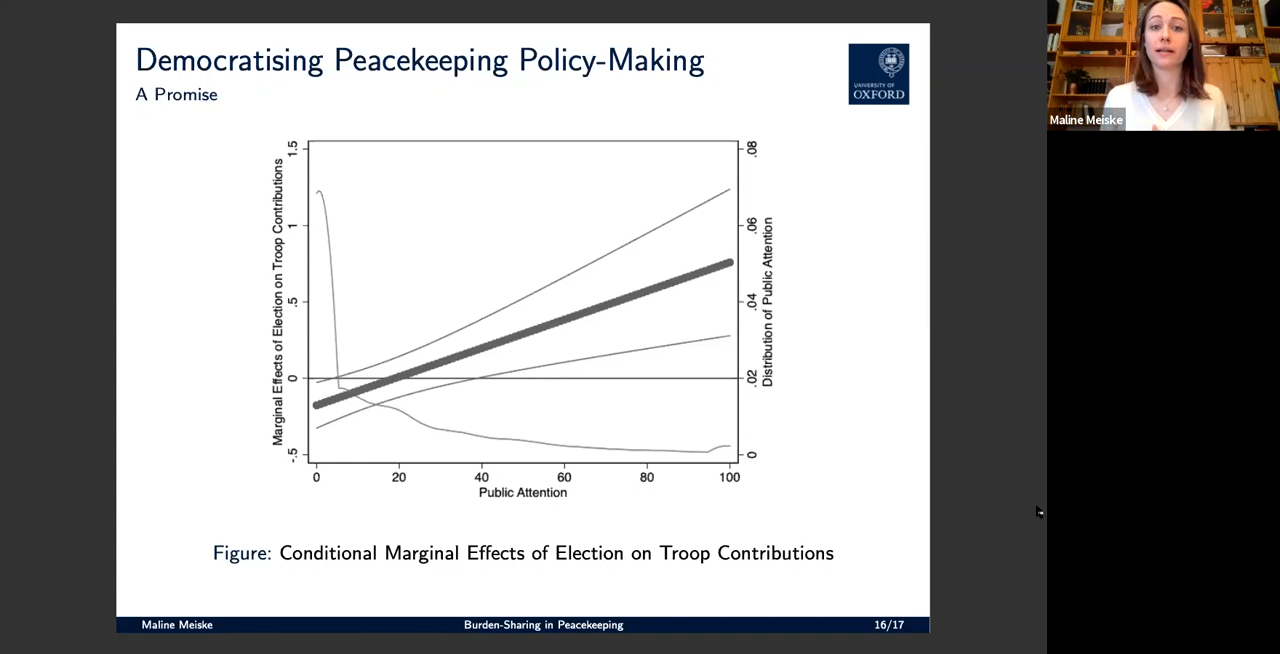 Democratising Peacekeeping Policy-Making
A Promise
UNIVERSITY OF
OXFORD
Maline Meiske
Marginal Effects of Election on Troop Contributions
1.5
1
.5
0
-.5
.08
.06
.04
.02
0
Distribution of Public Attention
0 20 40 60 80 100
Public Attention
Figure: Conditional Marginal Effects of Election on Troop Contributions
Maline Meiske Burden-Sharing in Peacekeeping 16/17